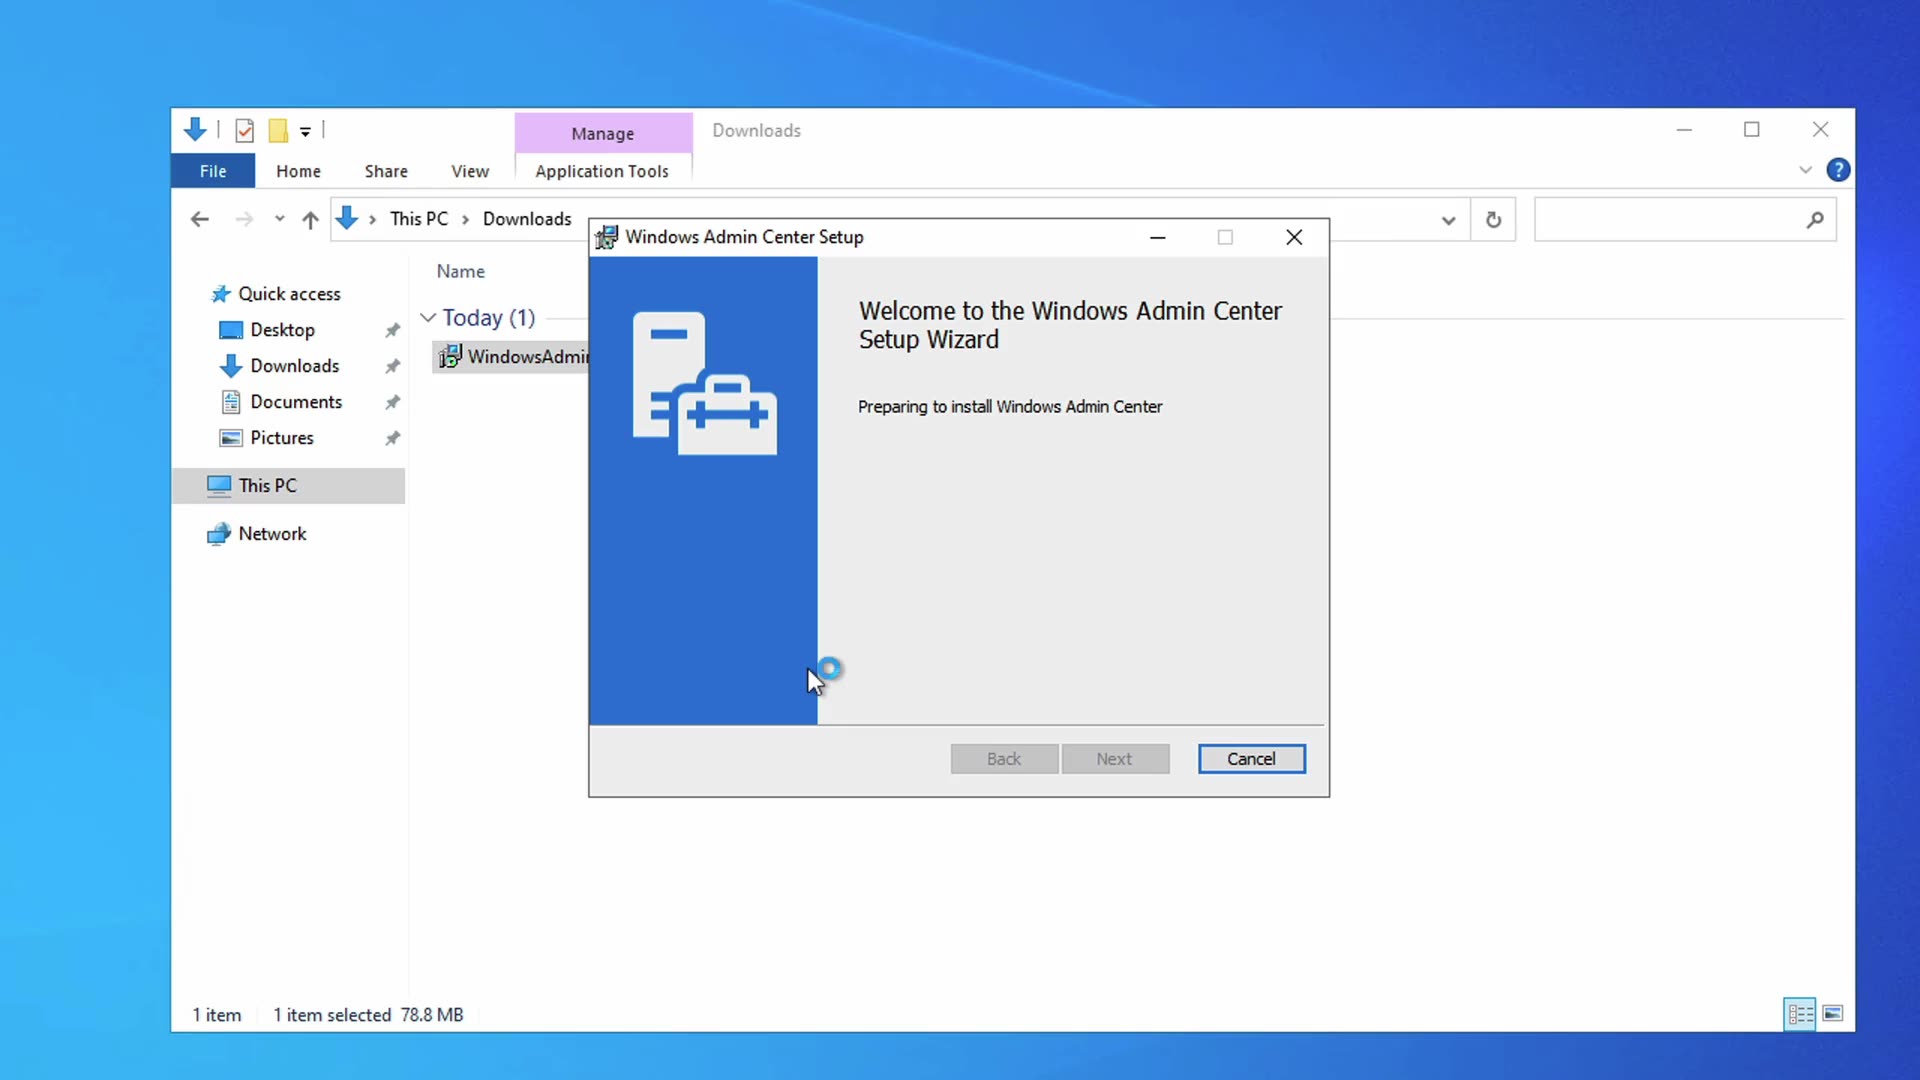 Manage
Downloads
File
Home
Share
View
Application Tools
?
This PC
Downloads
Windows Admin Center Setup
Name
Quick access
Today (1)
Welcome to the Windows Admin Center
Setup Wizard
Desktop
WindowsAdmin
Downloads
Documents
Preparing to install Windows Admin Center
Pictures
This PC
Network
Back
Next
Cancel
1 item
1 item selected 78.8 MB